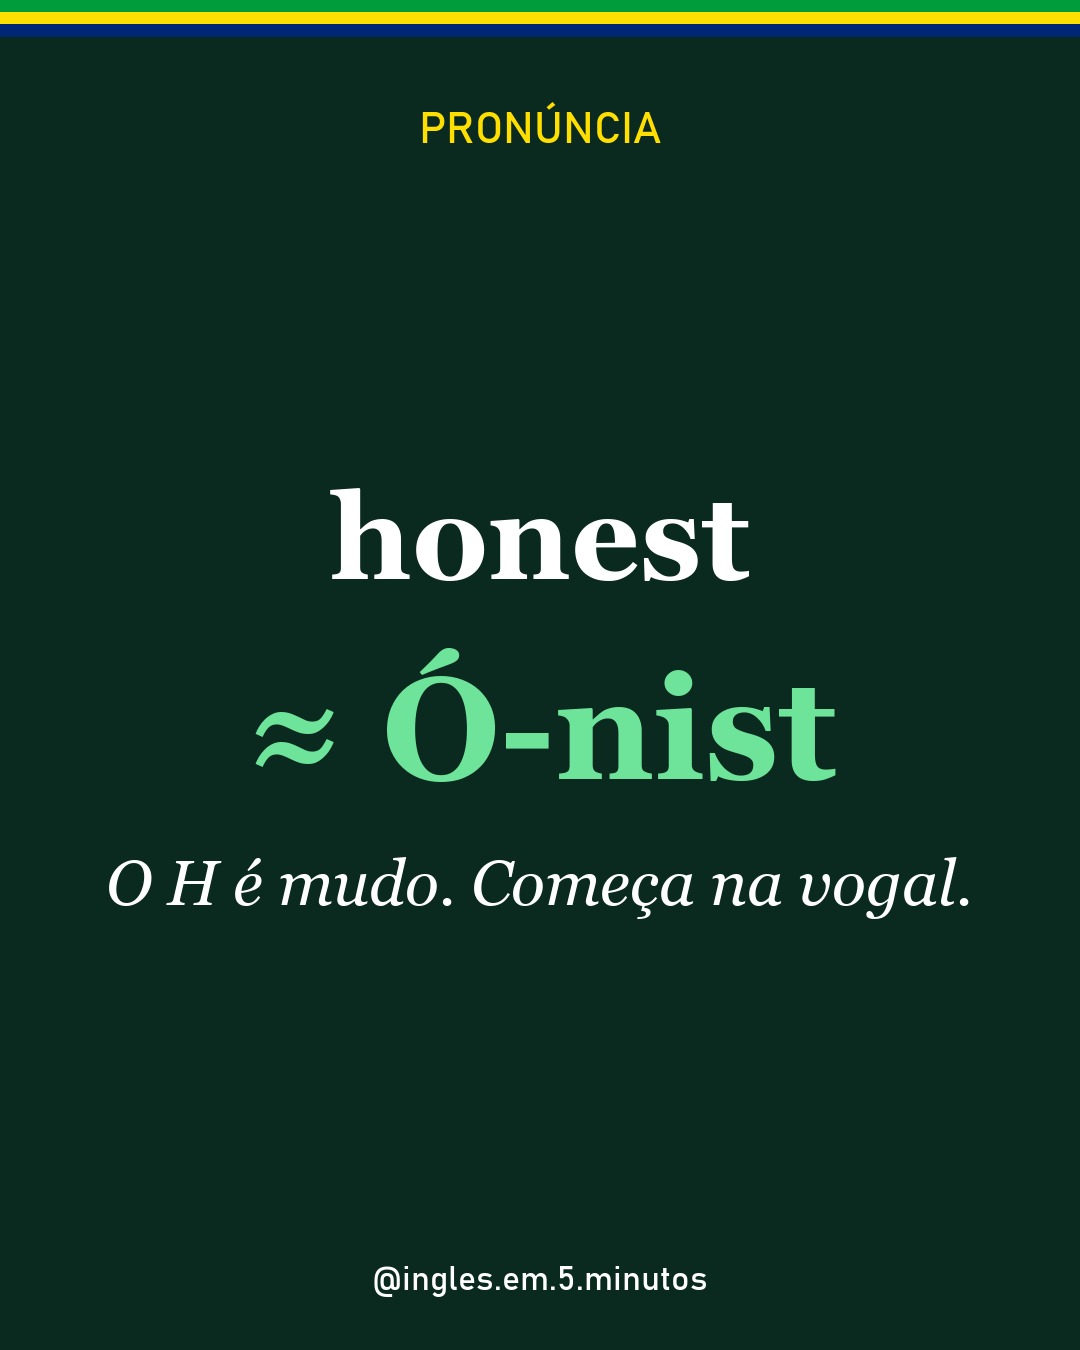 PRONÚNCIA
honest
≈ Ó-nist
O H é mudo. Começa na vogal.
@ingles.em.5.minutos